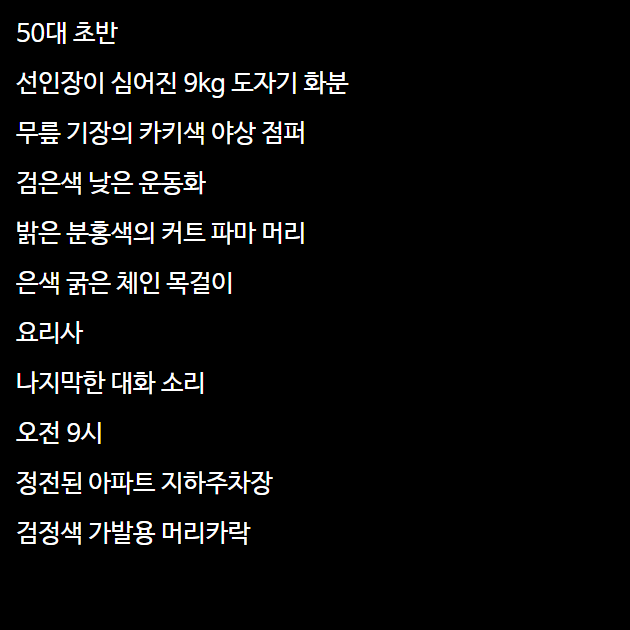 50대 초반
선인장이 심어진 9kg 도자기 화분
무릎 기장의 카키색 야상 점퍼
검은색 낮은 운동화
밝은 분홍색의 커트 파마 머리
은색 굵은 체인 목걸이
요리사
나지막한 대화 소리
오전 9시
정전된 아파트 지하주차장
검정색 가발용 머리카락